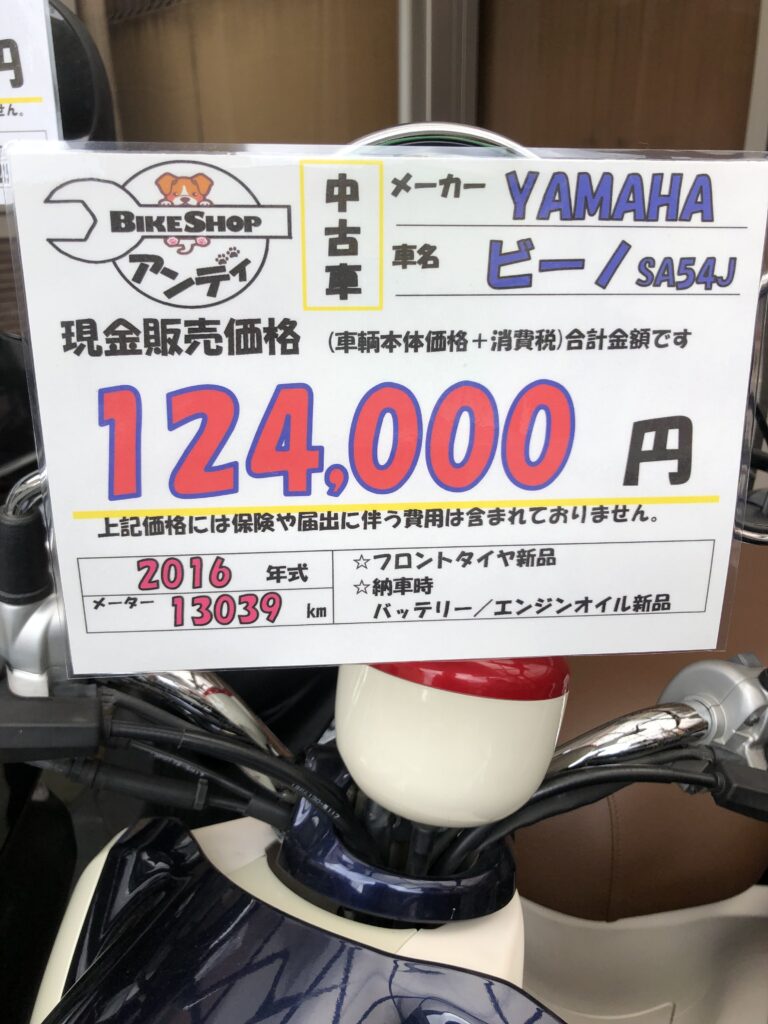 円
せん。
BIKESHOP
アンディ
中古車
メーカー YAMAHA
車名 ビーノ SA54J
現金販売価格 (車輌本体価格＋消費税)合計金額です
124,000 円
上記価格には保険や届出に伴う費用は含まれておりません。
2016 年式
メーター 13039 km
☆フロントタイヤ新品
☆納車時
バッテリー／エンジンオイル新品